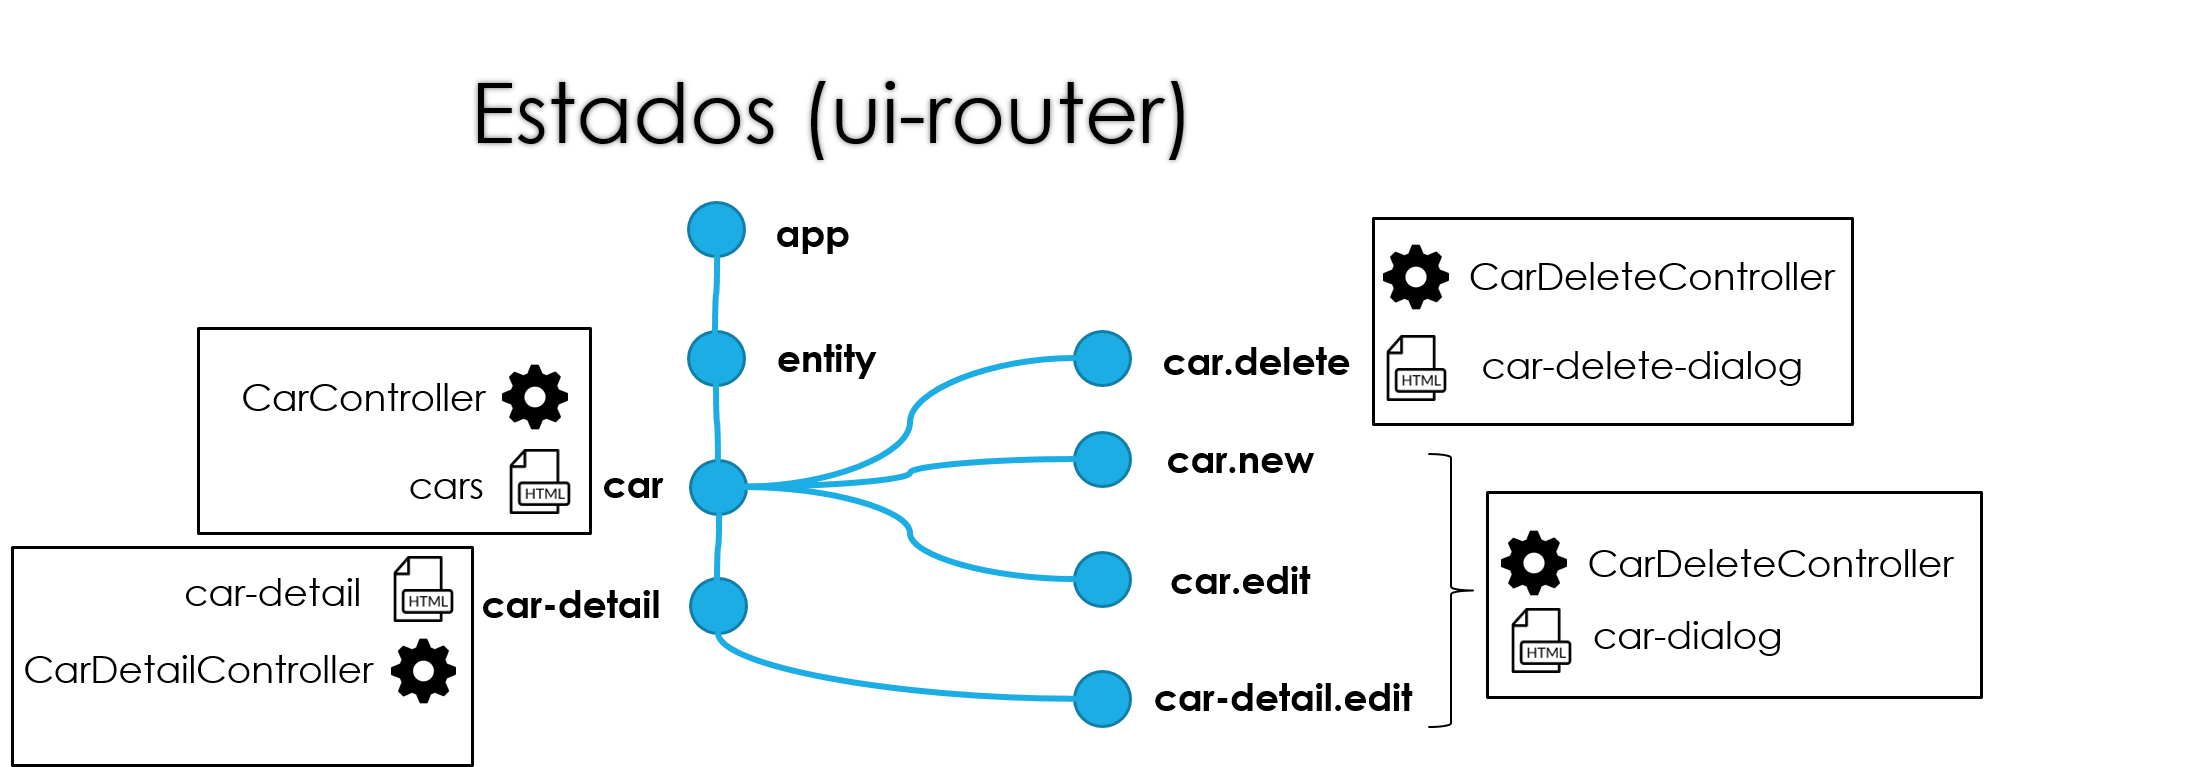 Estados (ui-router)
app
entity
car
car-detail
CarController
HTML
cars
HTML
car-detail
CarDetailController
car.delete
car.new
car.edit
car-detail.edit
CarDeleteController
HTML
car-delete-dialog
CarDeleteController
HTML
car-dialog